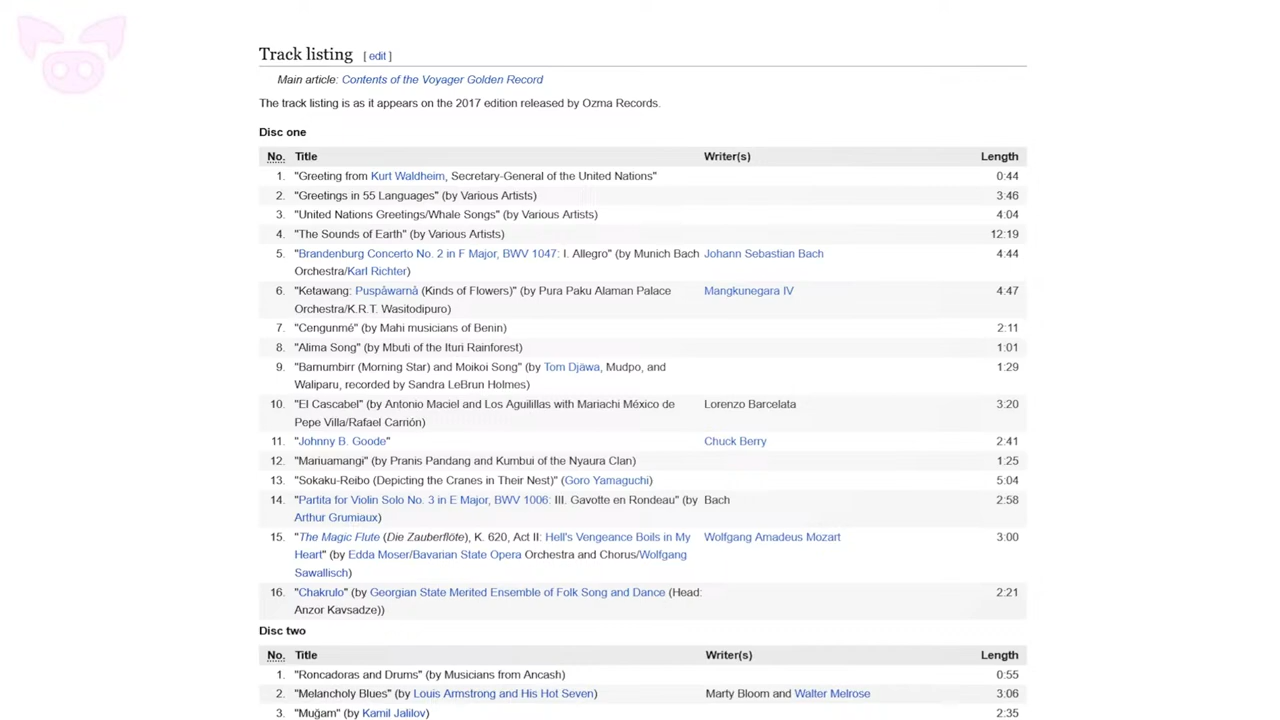 Track listing [ edit ]
Main article: Contents of the Voyager Golden Record
The track listing is as it appears on the 2017 edition released by Ozma Records.
Disc one
No. Title Writer(s) Length
1. "Greeting from Kurt Waldheim, Secretary-General of the United Nations" 0:44
2. "Greetings in 55 Languages" (by Various Artists) 3:46
3. "United Nations Greetings/Whale Songs" (by Various Artists) 4:04
4. "The Sounds of Earth" (by Various Artists) 12:19
5. "Brandenburg Concerto No. 2 in F Major, BWV 1047: I. Allegro" (by Munich Bach Johann Sebastian Bach 4:44
Orchestra/Karl Richter)
6. "Ketawang: Puspåwarnå (Kinds of Flowers)" (by Pura Paku Alaman Palace Mangkunegara IV 4:47
Orchestra/K.R.T. Wasitodipuro)
7. "Cengunmé" (by Mahi musicians of Benin) 2:11
8. "Alima Song" (by Mbuti of the Ituri Rainforest) 1:01
9. "Barnumbirr (Morning Star) and Moikoi Song" (by Tom Djäwa, Mudpo, and 1:29
Waliparu, recorded by Sandra LeBrun Holmes)
10. "El Cascabel" (by Antonio Maciel and Los Aguilillas with Mariachi México de Lorenzo Barcelata 3:20
Pepe Villa/Rafael Carrión)
11. "Johnny B. Goode" Chuck Berry 2:41
12. "Mariuamangi" (by Pranis Pandang and Kumbui of the Nyaura Clan) 1:25
13. "Sokaku-Reibo (Depicting the Cranes in Their Nest)" (Goro Yamaguchi) 5:04
14. "Partita for Violin Solo No. 3 in E Major, BWV 1006: III. Gavotte en Rondeau" (by Bach 2:58
Arthur Grumiaux)
15. "The Magic Flute (Die Zauberflöte), K. 620, Act II: Hell's Vengeance Boils in My Wolfgang Amadeus Mozart 3:00
Heart" (by Edda Moser/Bavarian State Opera Orchestra and Chorus/Wolfgang
Sawallisch)
16. "Chakrulo" (by Georgian State Merited Ensemble of Folk Song and Dance (Head: 2:21
Anzor Kavsadze))
Disc two
No. Title Writer(s) Length
1. "Roncadoras and Drums" (by Musicians from Ancash) 0:55
2. "Melancholy Blues" (by Louis Armstrong and His Hot Seven) Marty Bloom and Walter Melrose 3:06
3. "Muğam" (by Kamil Jalilov) 2:35